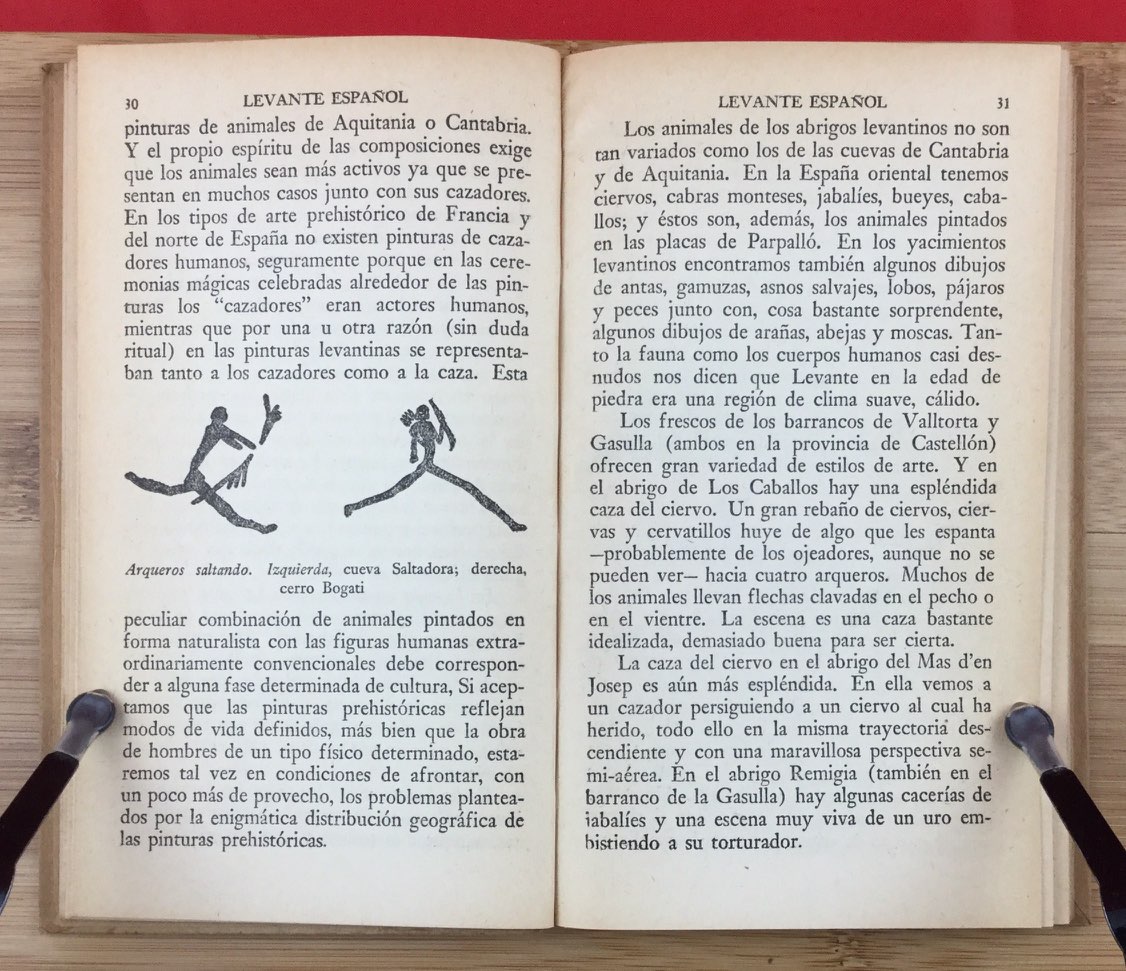 30 LEVANTE ESPAÑOL
pinturas de animales de Aquitania o Cantabria.
Y el propio espíritu de las composiciones exige
que los animales sean más activos ya que se pre-
sentan en muchos casos junto con sus cazadores.
En los tipos de arte prehistórico de Francia y
del norte de España no existen pinturas de caza-
dores humanos, seguramente porque en las cere-
monias mágicas celebradas alrededor de las pin-
turas los “cazadores” eran actores humanos,
mientras que por una u otra razón (sin duda
ritual) en las pinturas levantinas se representa-
ban tanto a los cazadores como a la caza. Esta
Arqueros saltando. Izquierda, cueva Saltadora; derecha,
cerro Bogati
peculiar combinación de animales pintados en
forma naturalista con las figuras humanas extra-
ordinariamente convencionales debe correspon-
der a alguna fase determinada de cultura, Si acep-
tamos que las pinturas prehistóricas reflejan
modos de vida definidos, más bien que la obra
de hombres de un tipo físico determinado, esta-
remos tal vez en condiciones de afrontar, con
un poco más de provecho, los problemas plantea-
dos por la enigmática distribución geográfica de
las pinturas prehistóricas.
LEVANTE ESPAÑOL 31
Los animales de los abrigos levantinos no son
tan variados como los de las cuevas de Cantabria
y de Aquitania. En la España oriental tenemos
ciervos, cabras monteses, jabalíes, bueyes, caba-
llos; y éstos son, además, los animales pintados
en las placas de Parpalló. En los yacimientos
levantinos encontramos también algunos dibujos
de antas, gamuzas, asnos salvajes, lobos, pájaros
y peces junto con, cosa bastante sorprendente,
algunos dibujos de arañas, abejas y moscas. Tan-
to la fauna como los cuerpos humanos casi des-
nudos nos dicen que Levante en la edad de
piedra era una región de clima suave, cálido.
Los frescos de los barrancos de Valltorta y
Gasulla (ambos en la provincia de Castellón)
ofrecen gran variedad de estilos de arte. Y en
el abrigo de Los Caballos hay una espléndida
caza del ciervo. Un gran rebaño de ciervos, cier-
vas y cervatillos huye de algo que les espanta
—probablemente de los ojeadores, aunque no se
pueden ver— hacia cuatro arqueros. Muchos de
los animales llevan flechas clavadas en el pecho o
en el vientre. La escena es una caza bastante
idealizada, demasiado buena para ser cierta.
La caza del ciervo en el abrigo del Mas d’en
Josep es aún más espléndida. En ella vemos a
un cazador persiguiendo a un ciervo al cual ha
herido, todo ello en la misma trayectoria des-
cendiente y con una maravillosa perspectiva se-
mi-aérea. En el abrigo Remigia (también en el
barranco de la Gasulla) hay algunas cacerías de
jabalíes y una escena muy viva de un uro em-
bistiendo a su torturador.